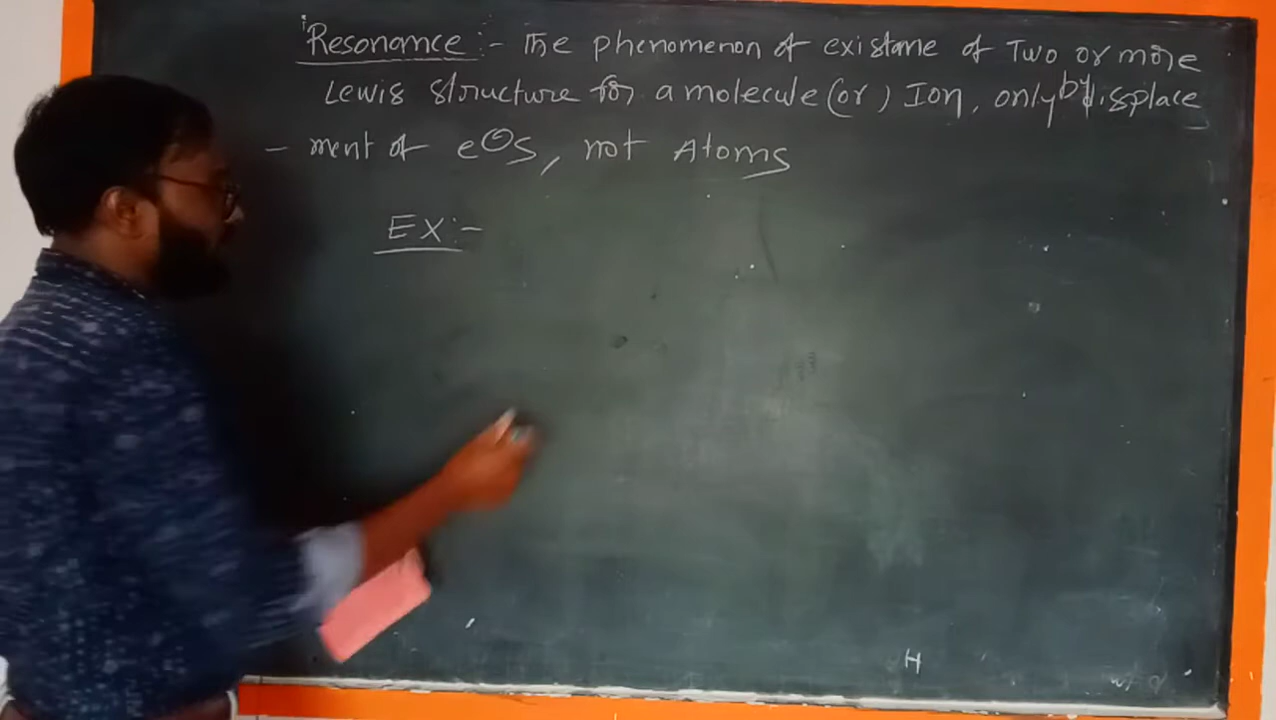 Resonance :- The phenomenon of existane of Two or more
Lewis structure for a molecule (or) Ion, only by displace
- ment of e⊖s, not Atoms
Ex :-
H